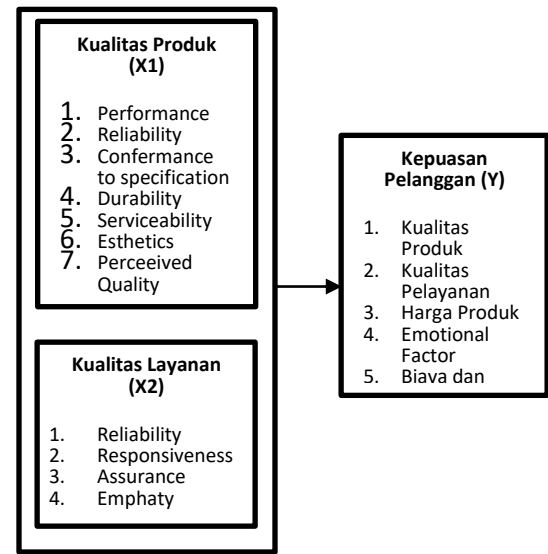 Kualitas Produk
(X1)
1. Performance
2. Reliability
3. Confermance
to specification
4. Durability
5. Serviceability
6. Esthetics
7. Perceeived
Quality
Kualitas Layanan
(X2)
1. Reliability
2. Responsiveness
3. Assurance
4. Emphaty
Kepuasan
Pelanggan (Y)
1. Kualitas
Produk
2. Kualitas
Pelayanan
3. Harga Produk
4. Emotional
Factor
5. Biava dan